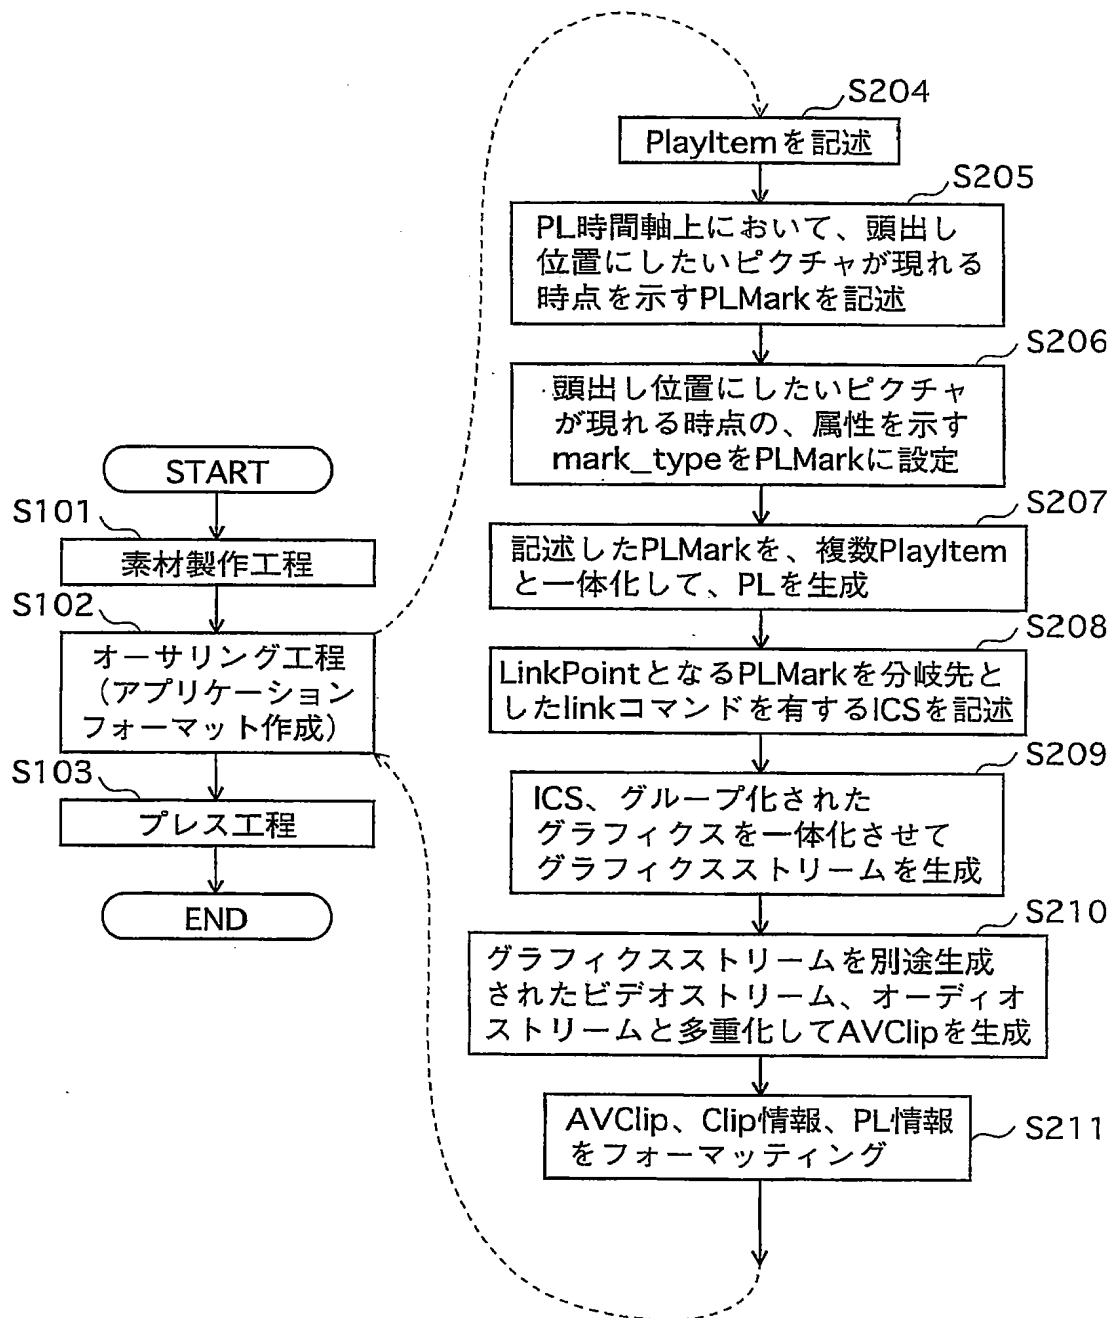 START
S101
素材製作工程
S102
オーサリング工程
（アプリケーション
フォーマット作成）
S103
プレス工程
END
S204
PlayItemを記述
S205
PL時間軸上において、頭出し
位置にしたいピクチャが現れる
時点を示すPLMarkを記述
S206
頭出し位置にしたいピクチャ
が現れる時点の、属性を示す
mark_typeをPLMarkに設定
S207
記述したPLMarkを、複数PlayItem
と一体化して、PLを生成
S208
LinkPointとなるPLMarkを分岐先と
したlinkコマンドを有するICSを記述
S209
ICS、グループ化された
グラフィクスを一体化させて
グラフィクスストリームを生成
S210
グラフィクスストリームを別途生成
されたビデオストリーム、オーディオ
ストリームと多重化してAVClipを生成
S211
AVClip、Clip情報、PL情報
をフォーマッティング